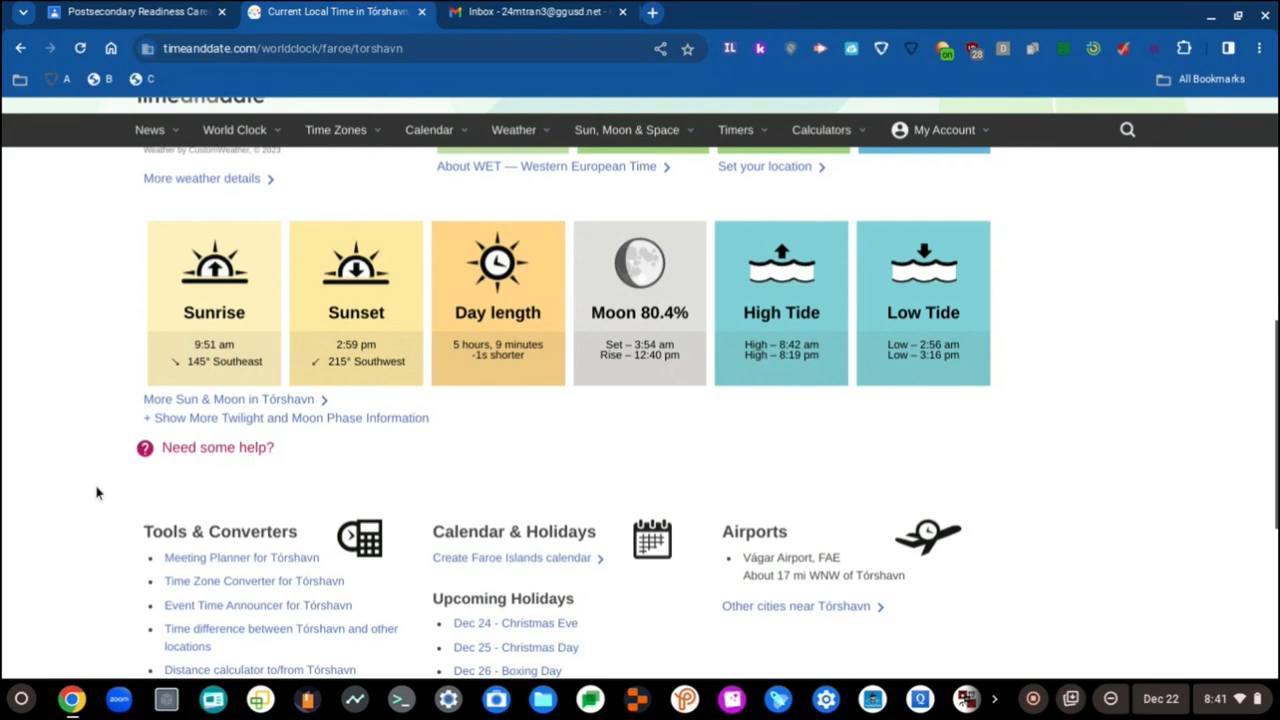 Postsecondary Readiness Care
Current Local Time in Tórshavn,
Inbox - 24mtran3@ggusd.net -
timeanddate.com/worldclock/faroe/torshavn
IL
k
on
28
D
A
B
C
All Bookmarks
timeanddate
News
World Clock
Time Zones
Calendar
Weather
Sun, Moon & Space
Timers
Calculators
My Account
Weather by CustomWeather, © 2023
More weather details
About WET — Western European Time
Set your location
Sunrise
9:51 am
↘ 145° Southeast
Sunset
2:59 pm
↙ 215° Southwest
Day length
5 hours, 9 minutes
-1s shorter
Moon 80.4%
Set – 3:54 am
Rise – 12:40 pm
High Tide
High – 8:42 am
High – 8:19 pm
Low Tide
Low – 2:56 am
Low – 3:16 pm
More Sun & Moon in Tórshavn
+ Show More Twilight and Moon Phase Information
? Need some help?
Tools & Converters
Meeting Planner for Tórshavn
Time Zone Converter for Tórshavn
Event Time Announcer for Tórshavn
Time difference between Tórshavn and other
locations
Distance calculator to/from Tórshavn
Calendar & Holidays
Create Faroe Islands calendar
Upcoming Holidays
Dec 24 - Christmas Eve
Dec 25 - Christmas Day
Dec 26 - Boxing Day
Airports
Vágar Airport, FAE
About 17 mi WNW of Tórshavn
Other cities near Tórshavn
zoom
Q
Dec 22
8:41